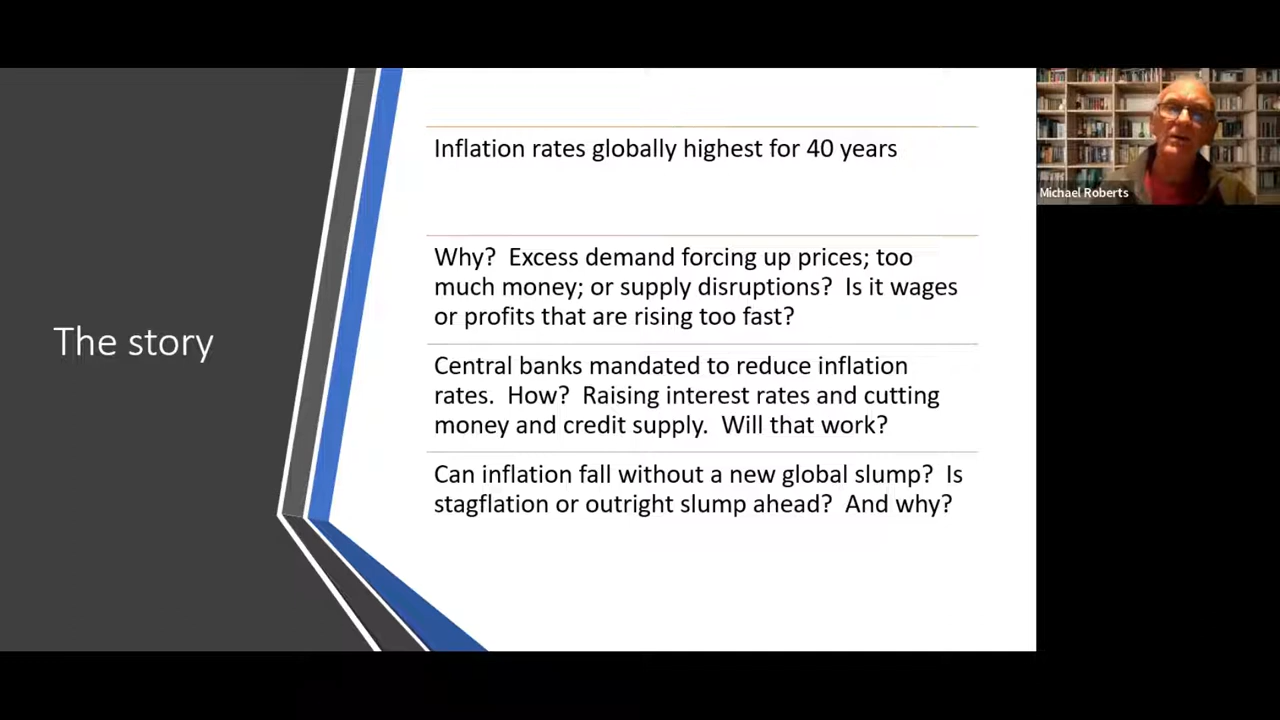 The story
Inflation rates globally highest for 40 years
Why?  Excess demand forcing up prices; too
much money; or supply disruptions?  Is it wages
or profits that are rising too fast?
Central banks mandated to reduce inflation
rates.  How?  Raising interest rates and cutting
money and credit supply.  Will that work?
Can inflation fall without a new global slump?  Is
stagflation or outright slump ahead?  And why?
Michael Roberts